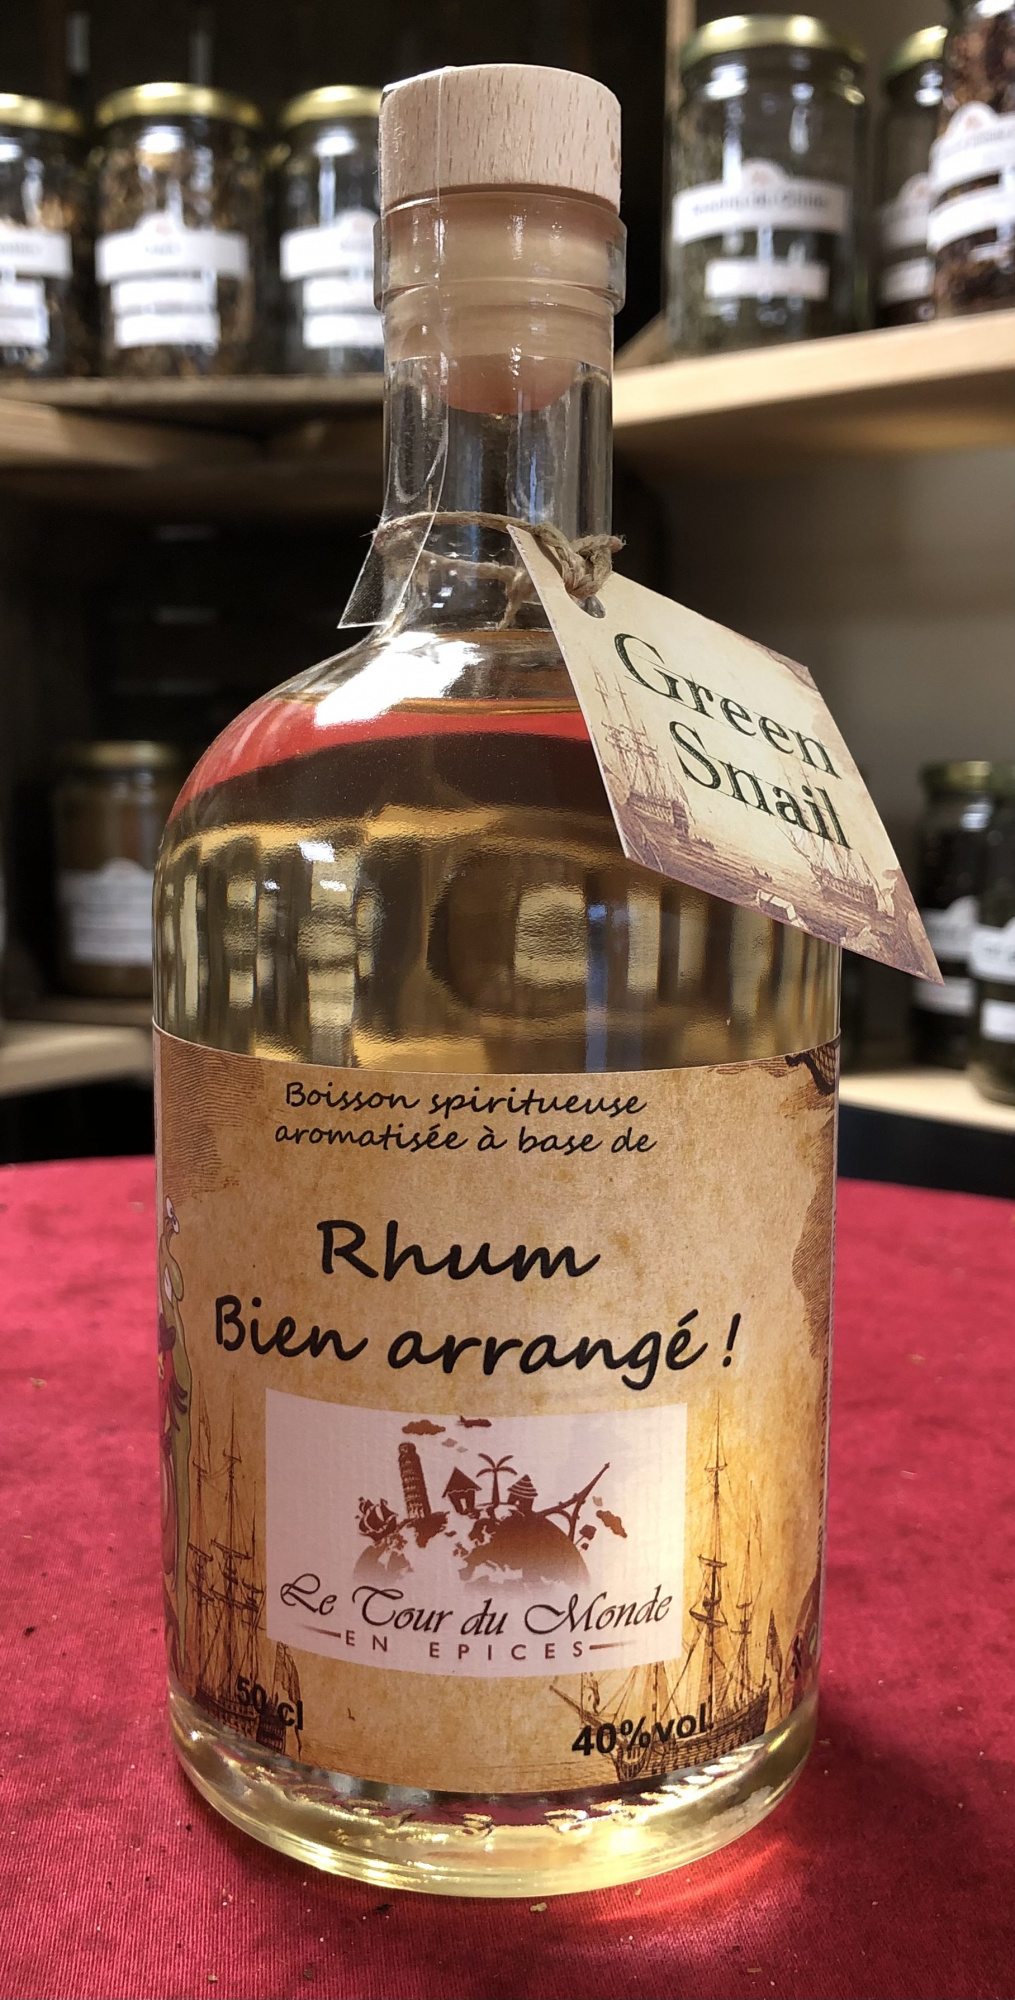 Green
Snail
Boisson spiritueuse
aromatisée à base de
Rhum
Bien arrangé !
Le Tour du Monde
EN EPICES
50 cl
40%vol.